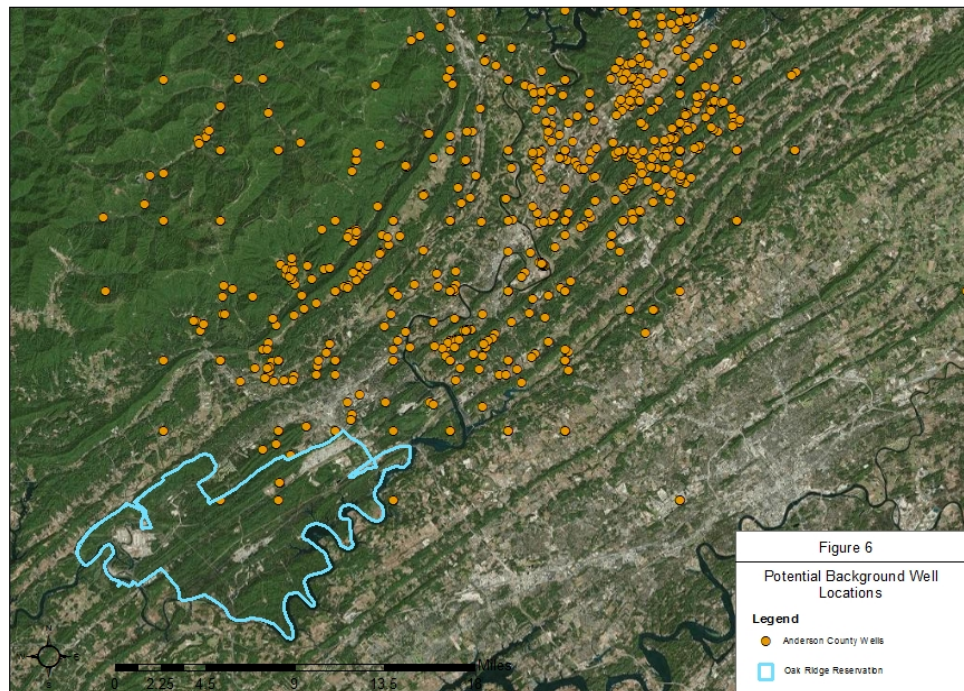 Figure 6
Potential Background Well
Locations
Legend
Anderson County Wells
Oak Ridge Reservation
Miles
0 2.25 4.5 9 13.5 18